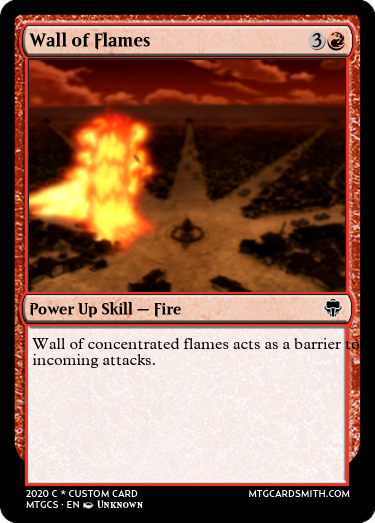 Wall of Flames 3
Power Up Skill — Fire
Wall of concentrated flames acts as a barrier to
incoming attacks.
2020 C * CUSTOM CARD MTGCARDSMITH.COM
MTGCS · EN Unknown